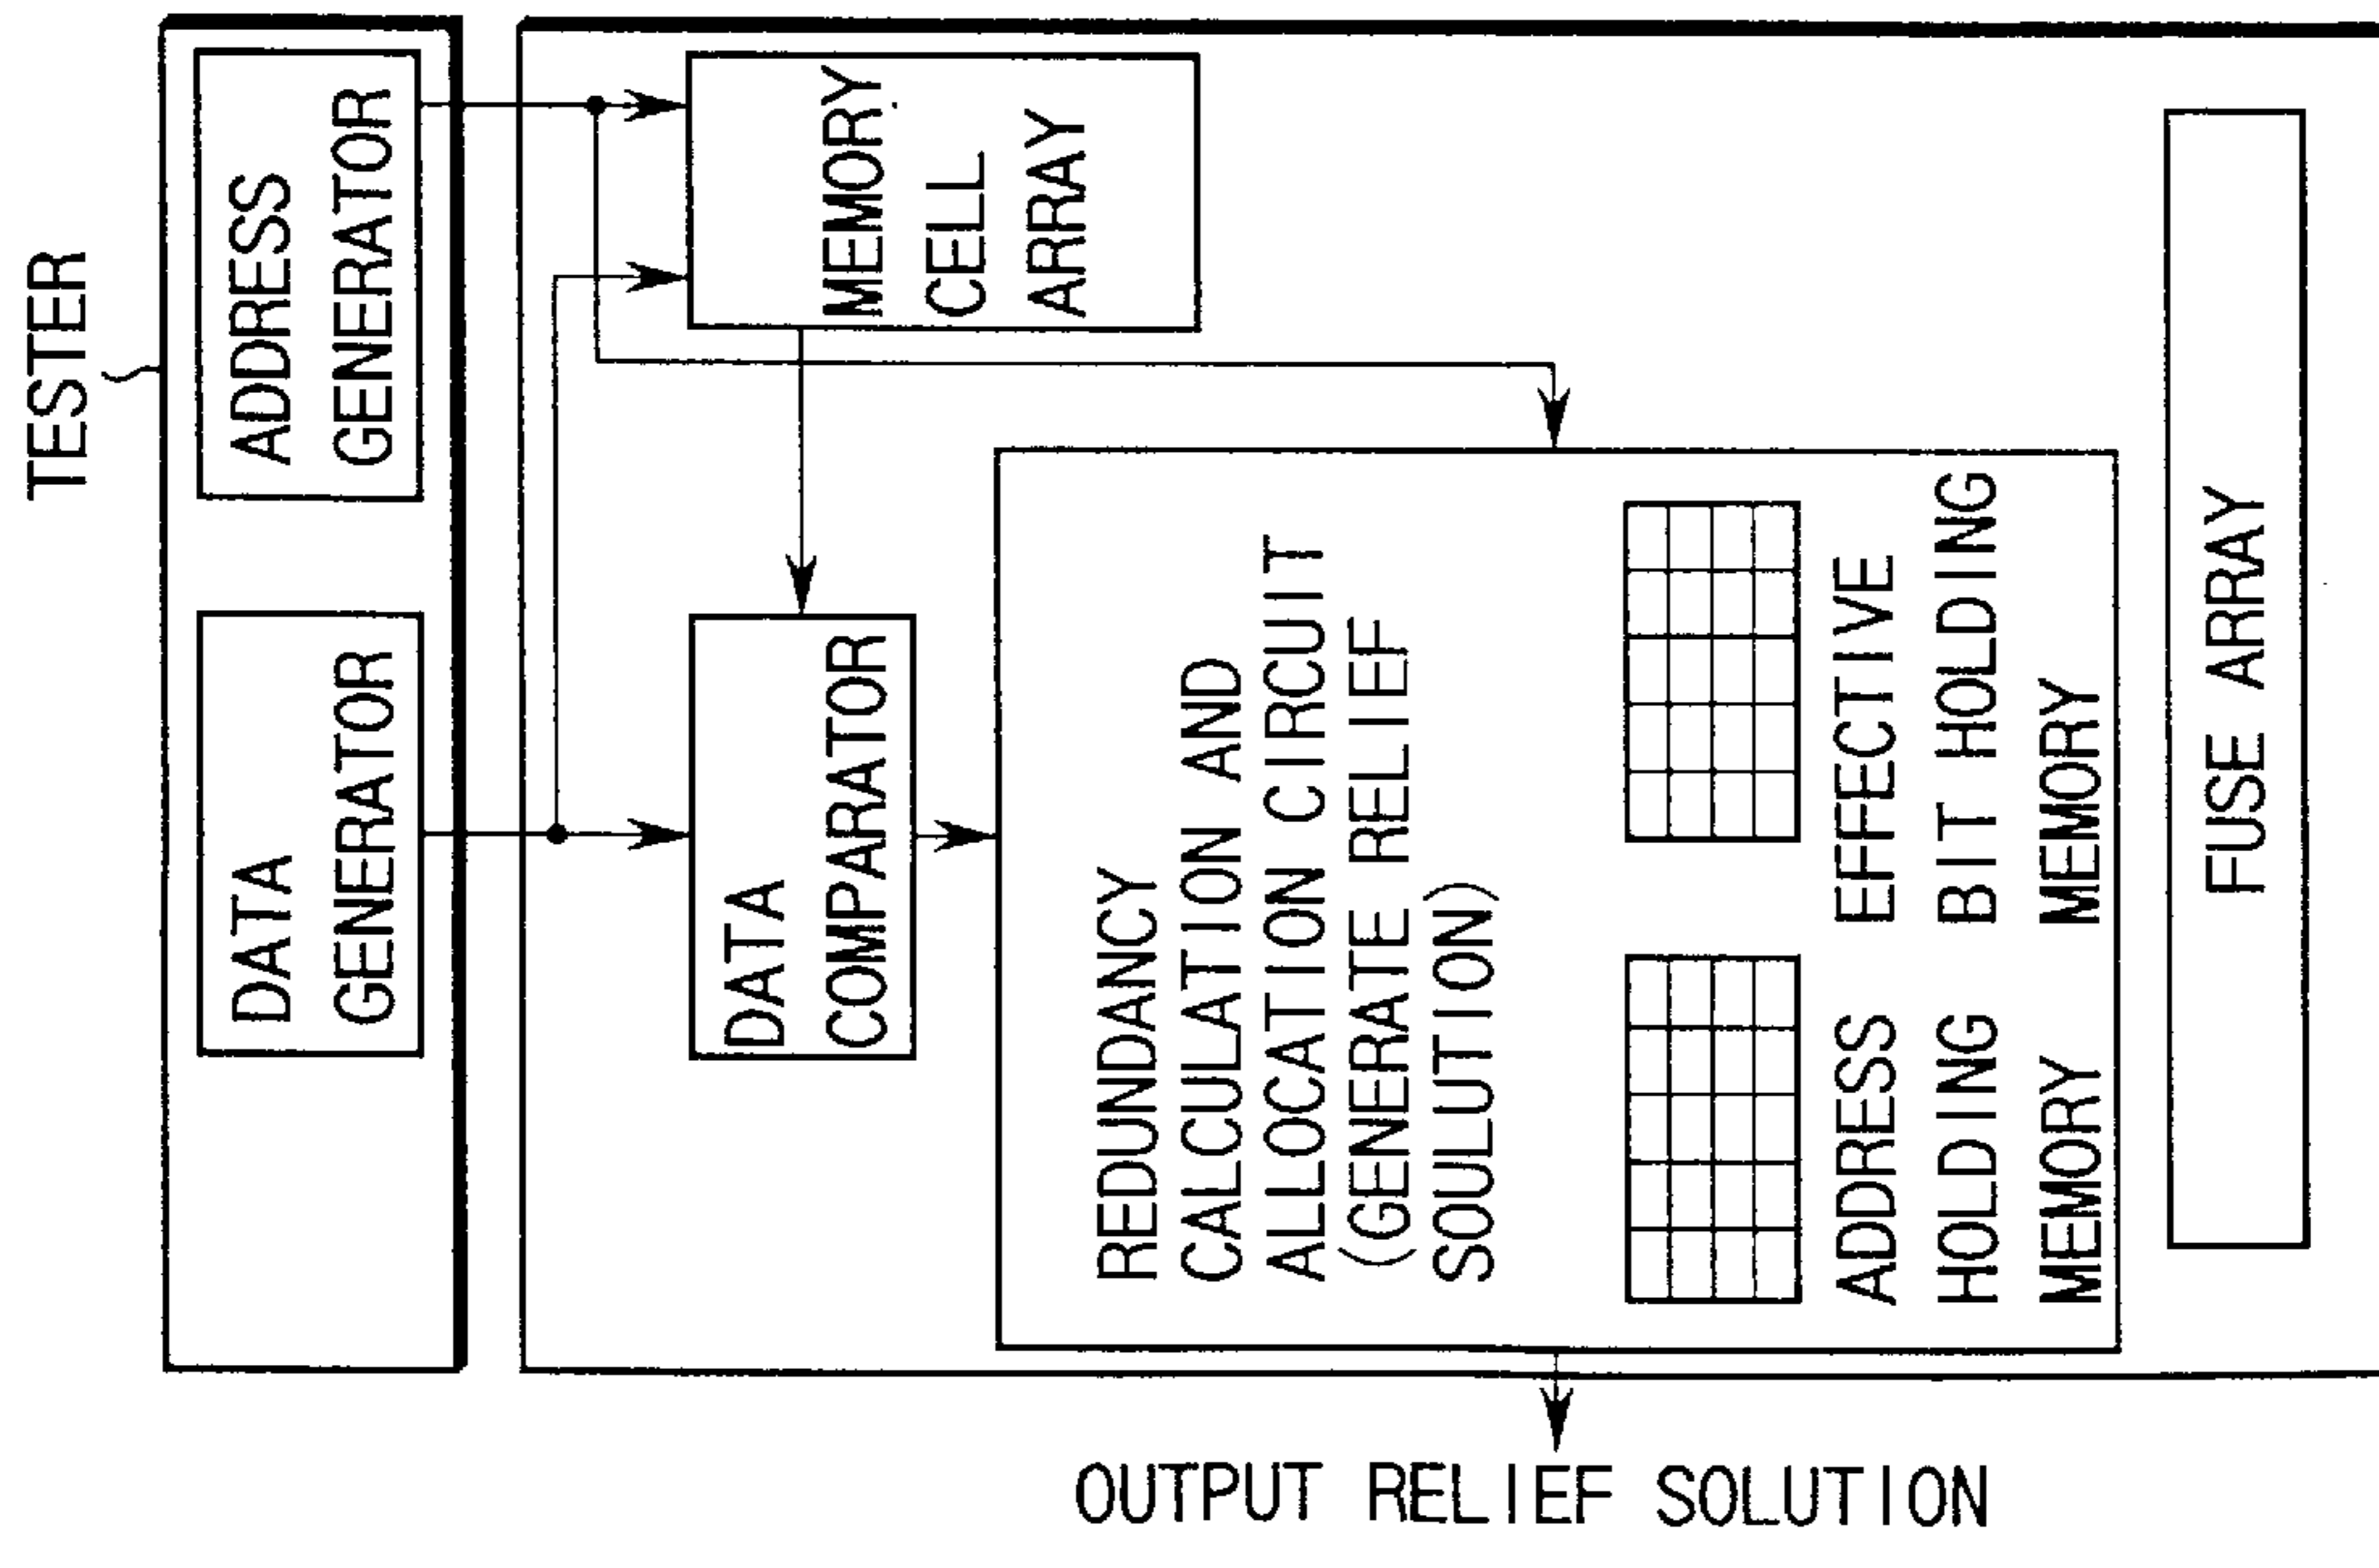 TESTER
DATA
GENERATOR
ADDRESS
GENERATOR
DATA
COMPARATOR
MEMORY
CELL
ARRAY
REDUNDANCY
CALCULATION AND
ALLOCATION CIRCUIT
(GENERATE RELIEF
SOULUTION)
ADDRESS
HOLDING
MEMORY
EFFECTIVE
BIT HOLDING
MEMORY
FUSE ARRAY
OUTPUT RELIEF SOLUTION